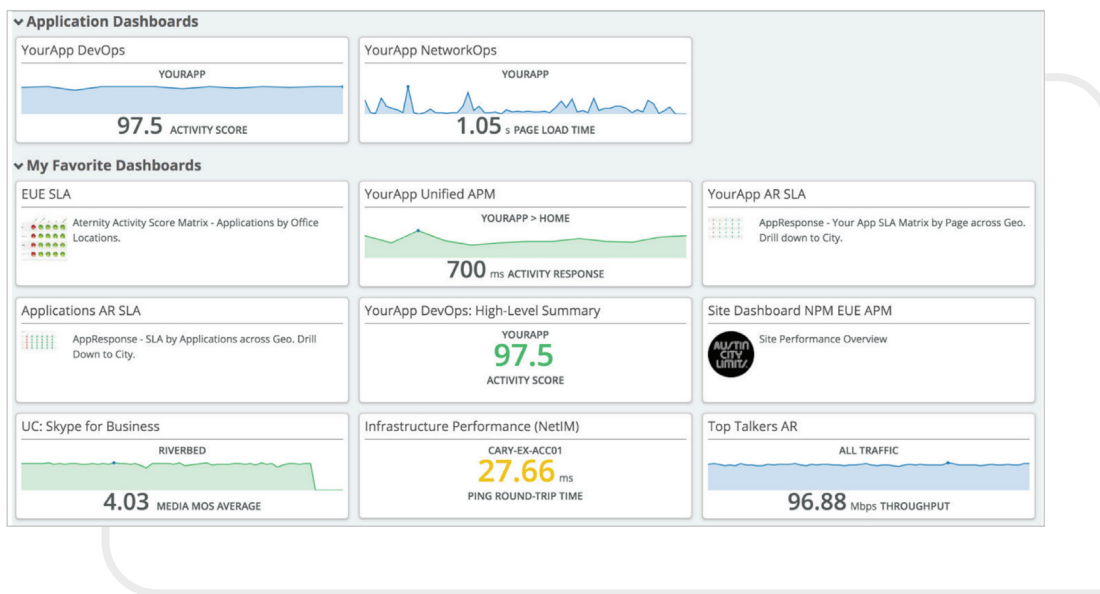 Application Dashboards
YourApp DevOps
YOURAPP
97.5 ACTIVITY SCORE
YourApp NetworkOps
YOURAPP
1.05 s PAGE LOAD TIME
My Favorite Dashboards
EUE SLA
Aternity Activity Score Matrix - Applications by Office
Locations.
YourApp Unified APM
YOURAPP > HOME
700 ms ACTIVITY RESPONSE
YourApp AR SLA
AppResponse - Your App SLA Matrix by Page across Geo.
Drill down to City.
Applications AR SLA
AppResponse - SLA by Applications across Geo. Drill
Down to City.
YourApp DevOps: High-Level Summary
YOURAPP
97.5
ACTIVITY SCORE
Site Dashboard NPM EUE APM
AUSTIN
CITY
LIMITS
Site Performance Overview
UC: Skype for Business
RIVERBED
4.03 MEDIA MOS AVERAGE
Infrastructure Performance (NetIM)
CARY-EX-ACC01
27.66 ms
PING ROUND-TRIP TIME
Top Talkers AR
ALL TRAFFIC
96.88 Mbps THROUGHPUT